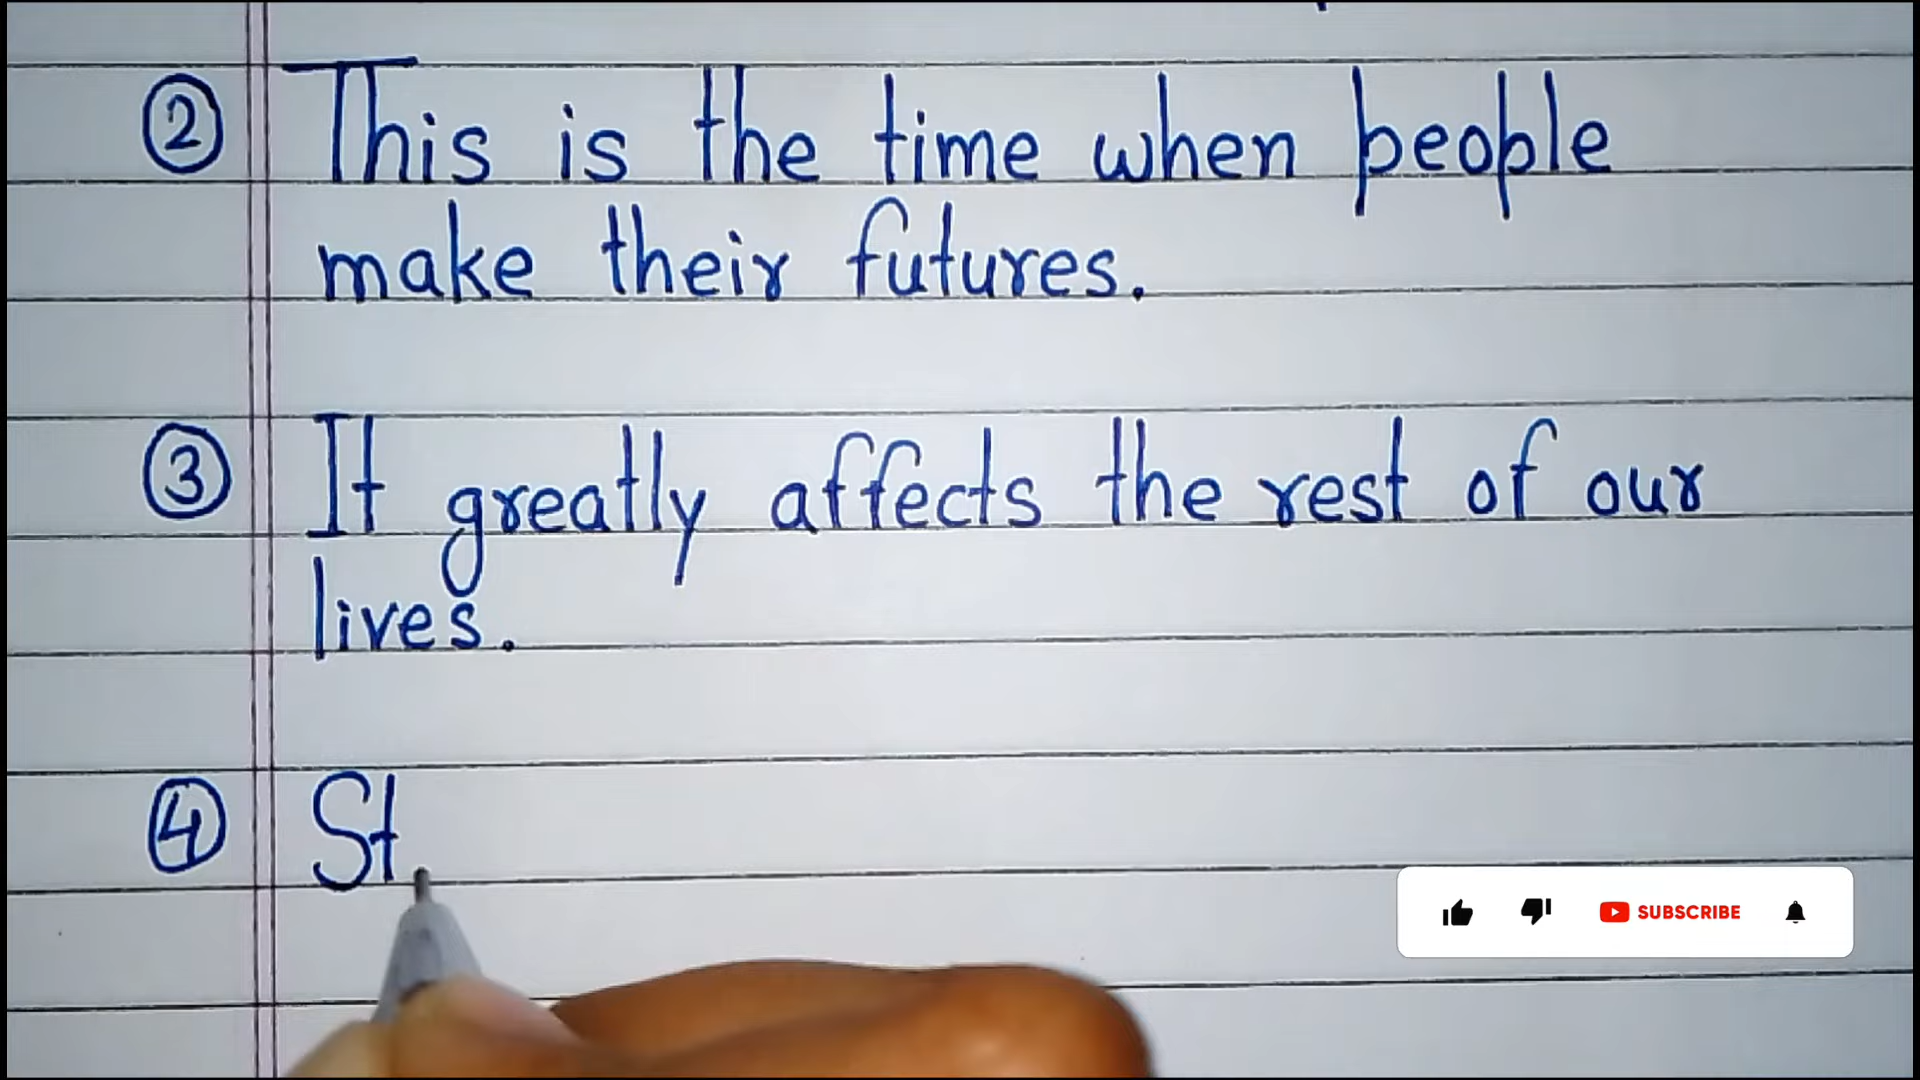 ② This is the time when people
make their futures.
③ It greatly affects the rest of our
lives.
④ St
SUBSCRIBE